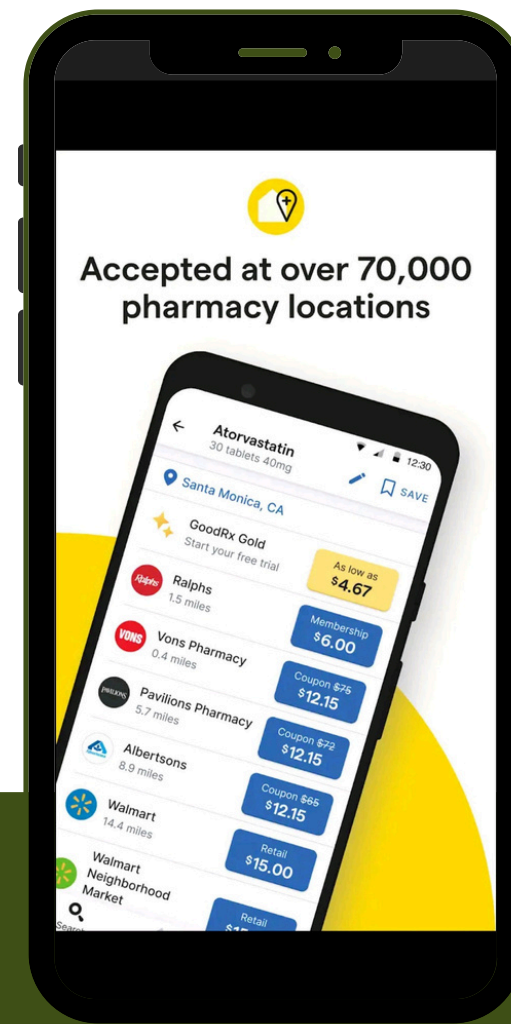 Accepted at over 70,000
pharmacy locations
12:30
Atorvastatin
30 tablets 40mg
SAVE
Santa Monica, CA
GoodRx Gold
Start your free trial
As low as
$4.67
Ralphs
Ralphs
1.5 miles
Membership
$6.00
VONS
Vons Pharmacy
0.4 miles
Coupon $75
$12.15
PAVILIONS
Pavilions Pharmacy
5.7 miles
Coupon $72
$12.15
Albertsons
8.9 miles
Coupon $65
$12.15
Walmart
14.4 miles
Retail
$15.00
Walmart
Neighborhood
Market
Retail